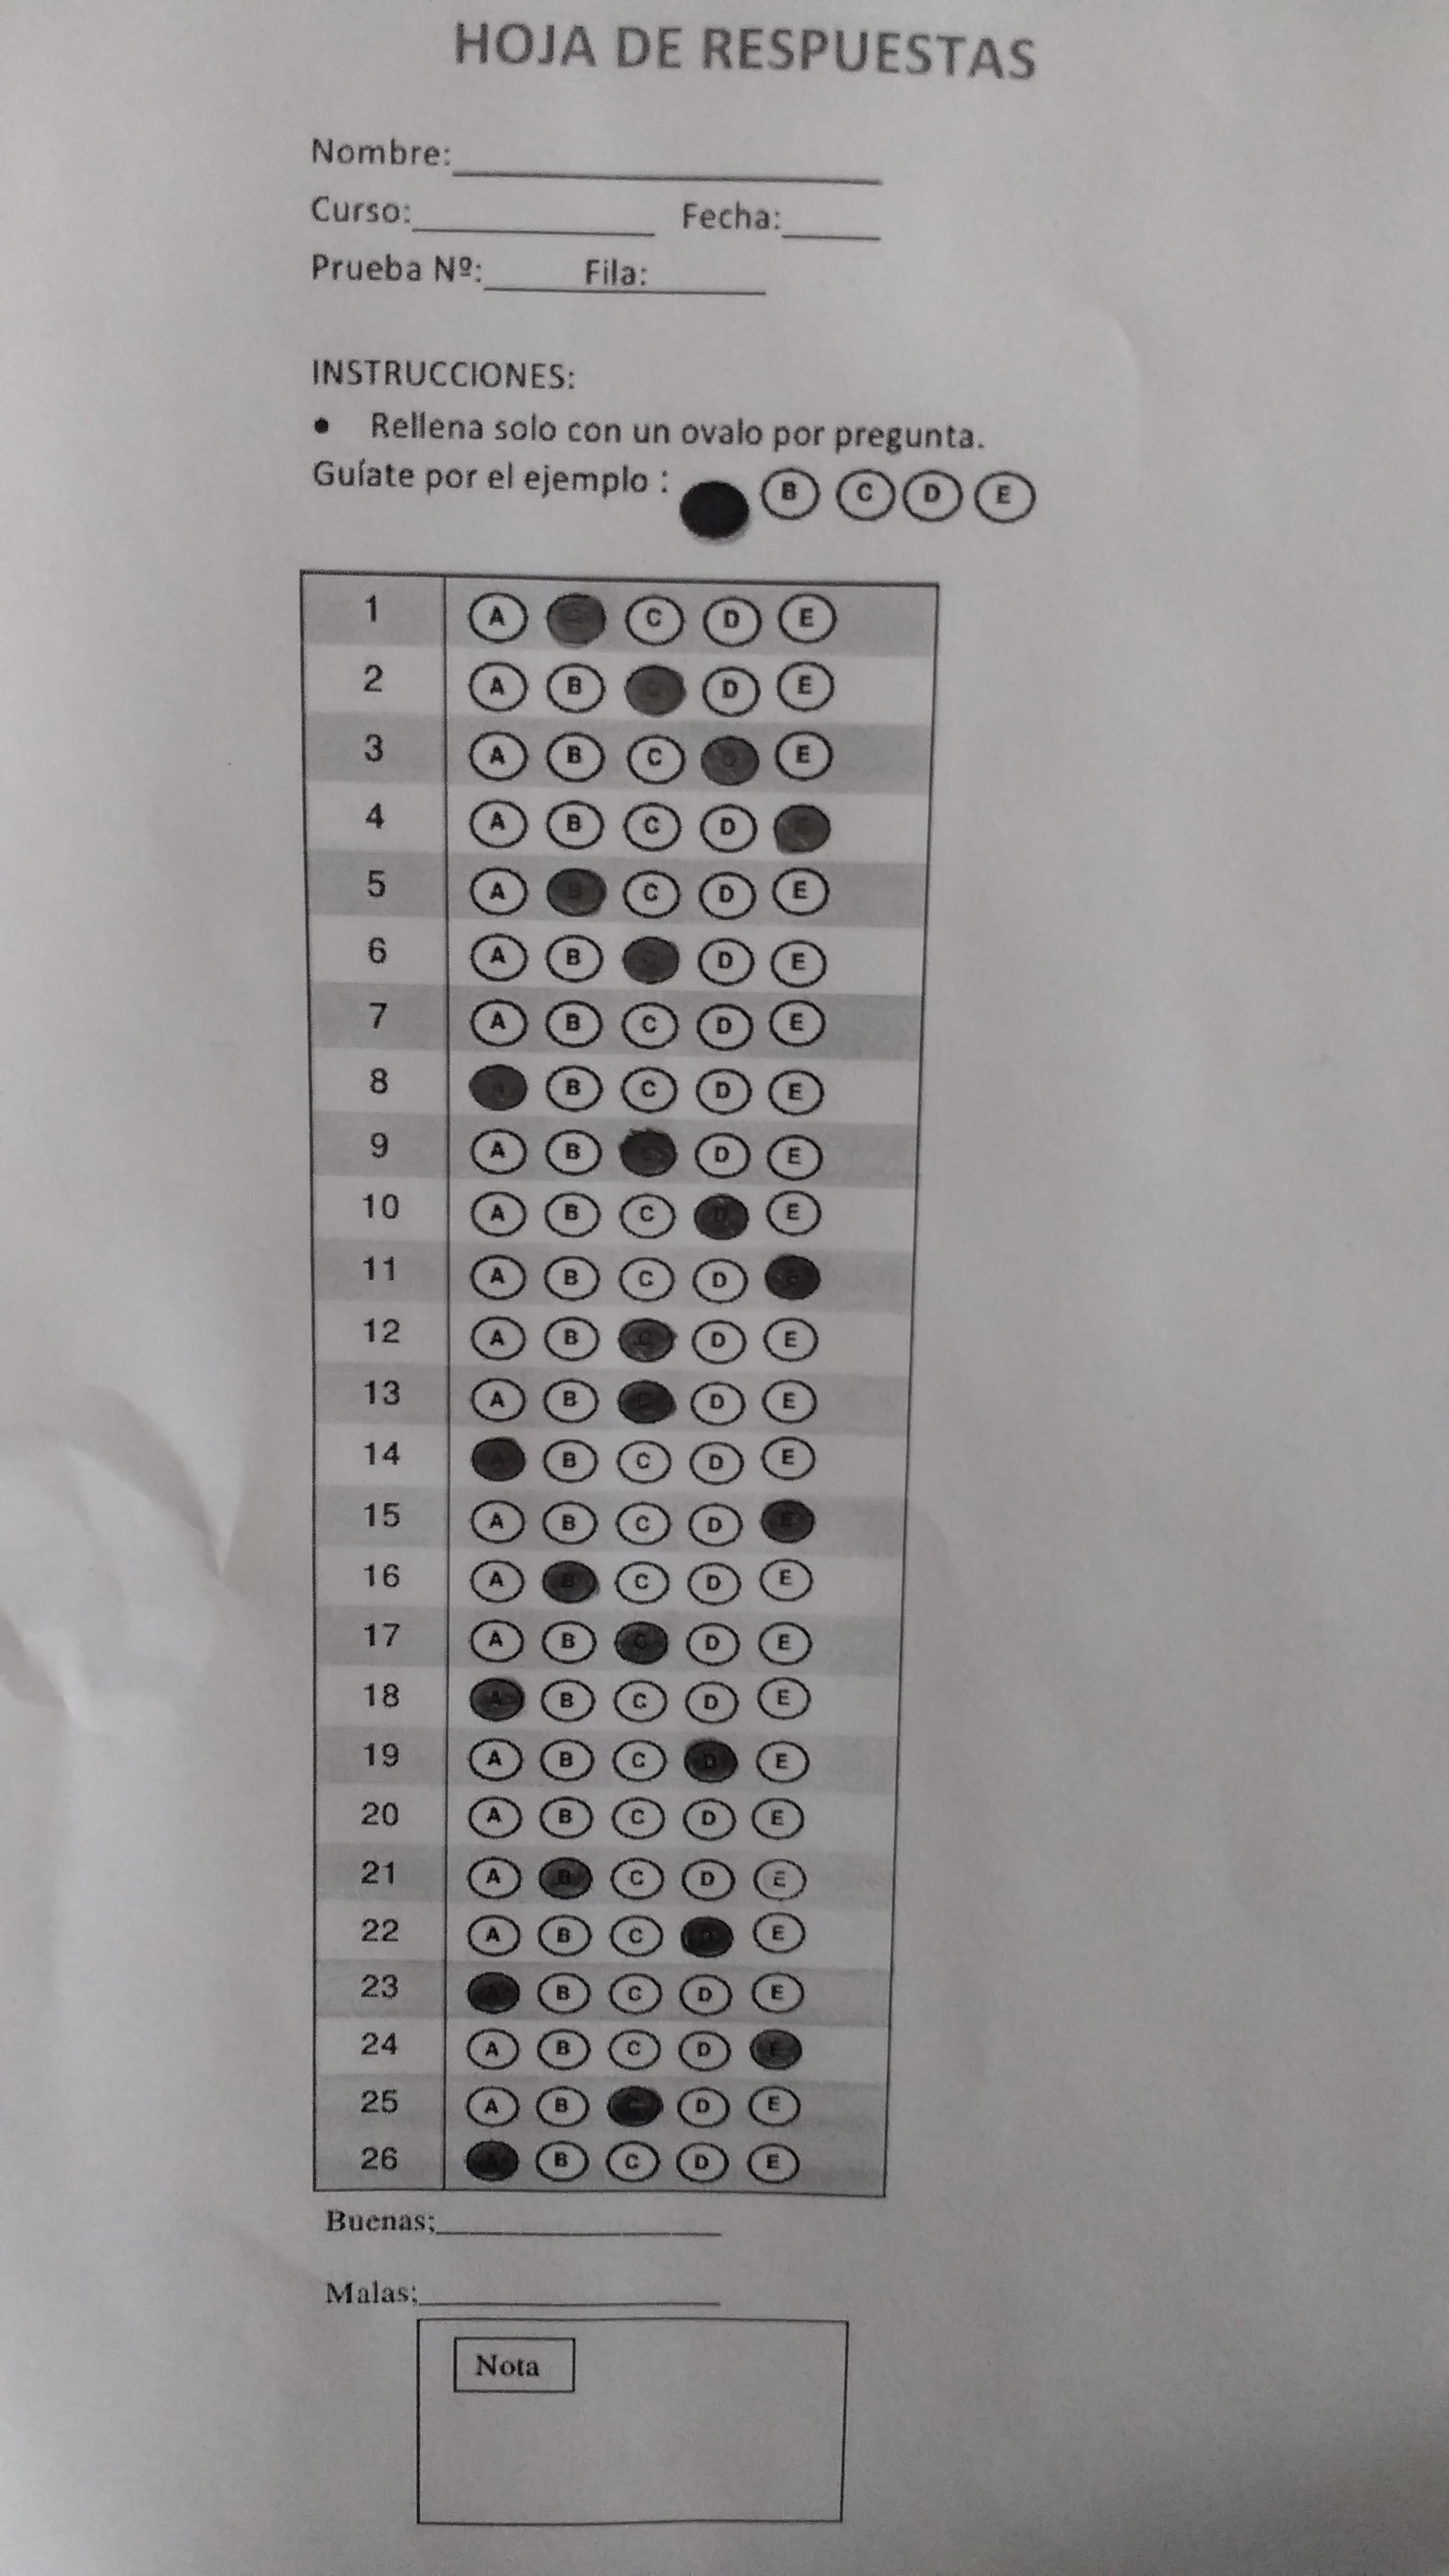 HOJA DE RESPUESTAS
Nombre:
Curso: Fecha:
Prueba Nº: Fila:
INSTRUCCIONES:
• Rellena solo con un ovalo por pregunta.
Guíate por el ejemplo : B C D E
1 A C D E
2 A B C D E
3 A B C D E
4 A B C D
5 A B C D E
6 A B C D E
7 A B C D E
8 B C D E
9 A B D E
10 A B C D E
11 A B C D E
12 A B C D E
13 A B C D E
14 A B C D E
15 A B C D E
16 A B C D E
17 A B C D E
18 A B C D E
19 A B C D E
20 A B C D E
21 A B C D E
22 A B C D E
23 A B C D E
24 A B C D E
25 A B C D E
26 A B C D E
Buenas:
Malas:
Nota